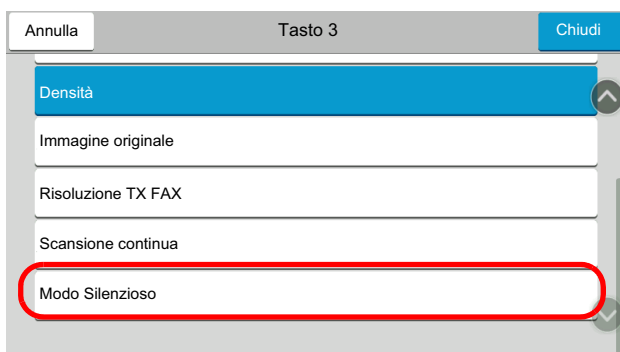 Annulla Tasto 3 Chiudi
Densità
Immagine originale
Risoluzione TX FAX
Scansione continua
Modo Silenzioso